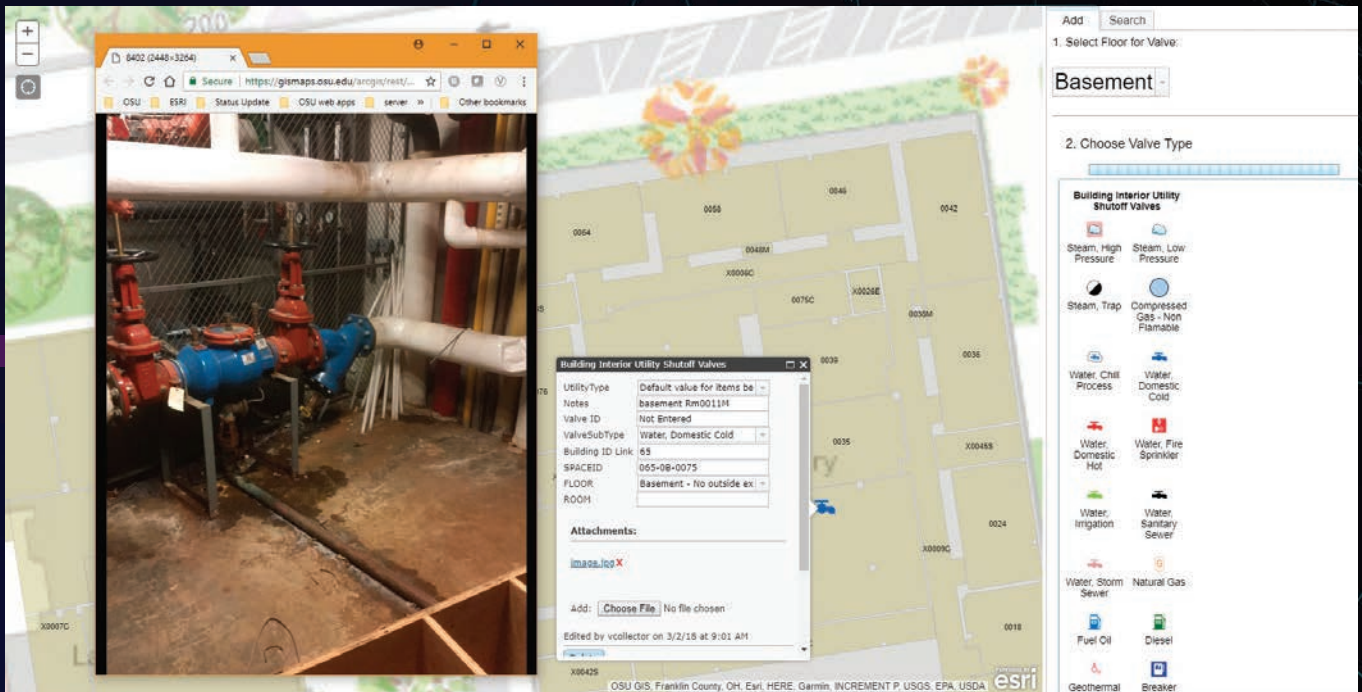 200
8402 (2448×3264)
Secure
https://gismaps.osu.edu/arcgis/rest/...
OSU
ESRI
Status Update
OSU web apps
server
»
Other bookmarks
0064
0058
0046
0042
0048M
X0006C
0075C
X0026E
0038M
0039
0036
0035
X0045S
0024
X0009C
0018
X0007C
X0042S
Building Interior Utility Shutoff Valves
UtilityType Default value for items be
Notes basement Rm0011M
Valve ID Not Entered
ValveSubType Water, Domestic Cold
Building ID Link 65
SPACEID 065-0B-0075
FLOOR Basement - No outside ex
ROOM
Attachments:
image.jpg X
Add: Choose File No file chosen
Edited by vcollector on 3/2/18 at 9:01 AM
OSU GIS, Franklin County, OH, Esri, HERE, Garmin, INCREMENT P, USGS, EPA, USDA
POWERED BY
esri
Add
Search
1. Select Floor for Valve:
Basement
2. Choose Valve Type
Building Interior Utility
Shutoff Valves
Steam, High
Pressure
Steam, Low
Pressure
Steam, Trap
Compressed
Gas - Non
Flamable
Water, Chill
Process
Water,
Domestic
Cold
Water,
Domestic
Hot
Water, Fire
Sprinkler
Water,
Irrigation
Water,
Sanitary
Sewer
Water, Storm
Sewer
Natural Gas
Fuel Oil
Diesel
Geothermal
Breaker